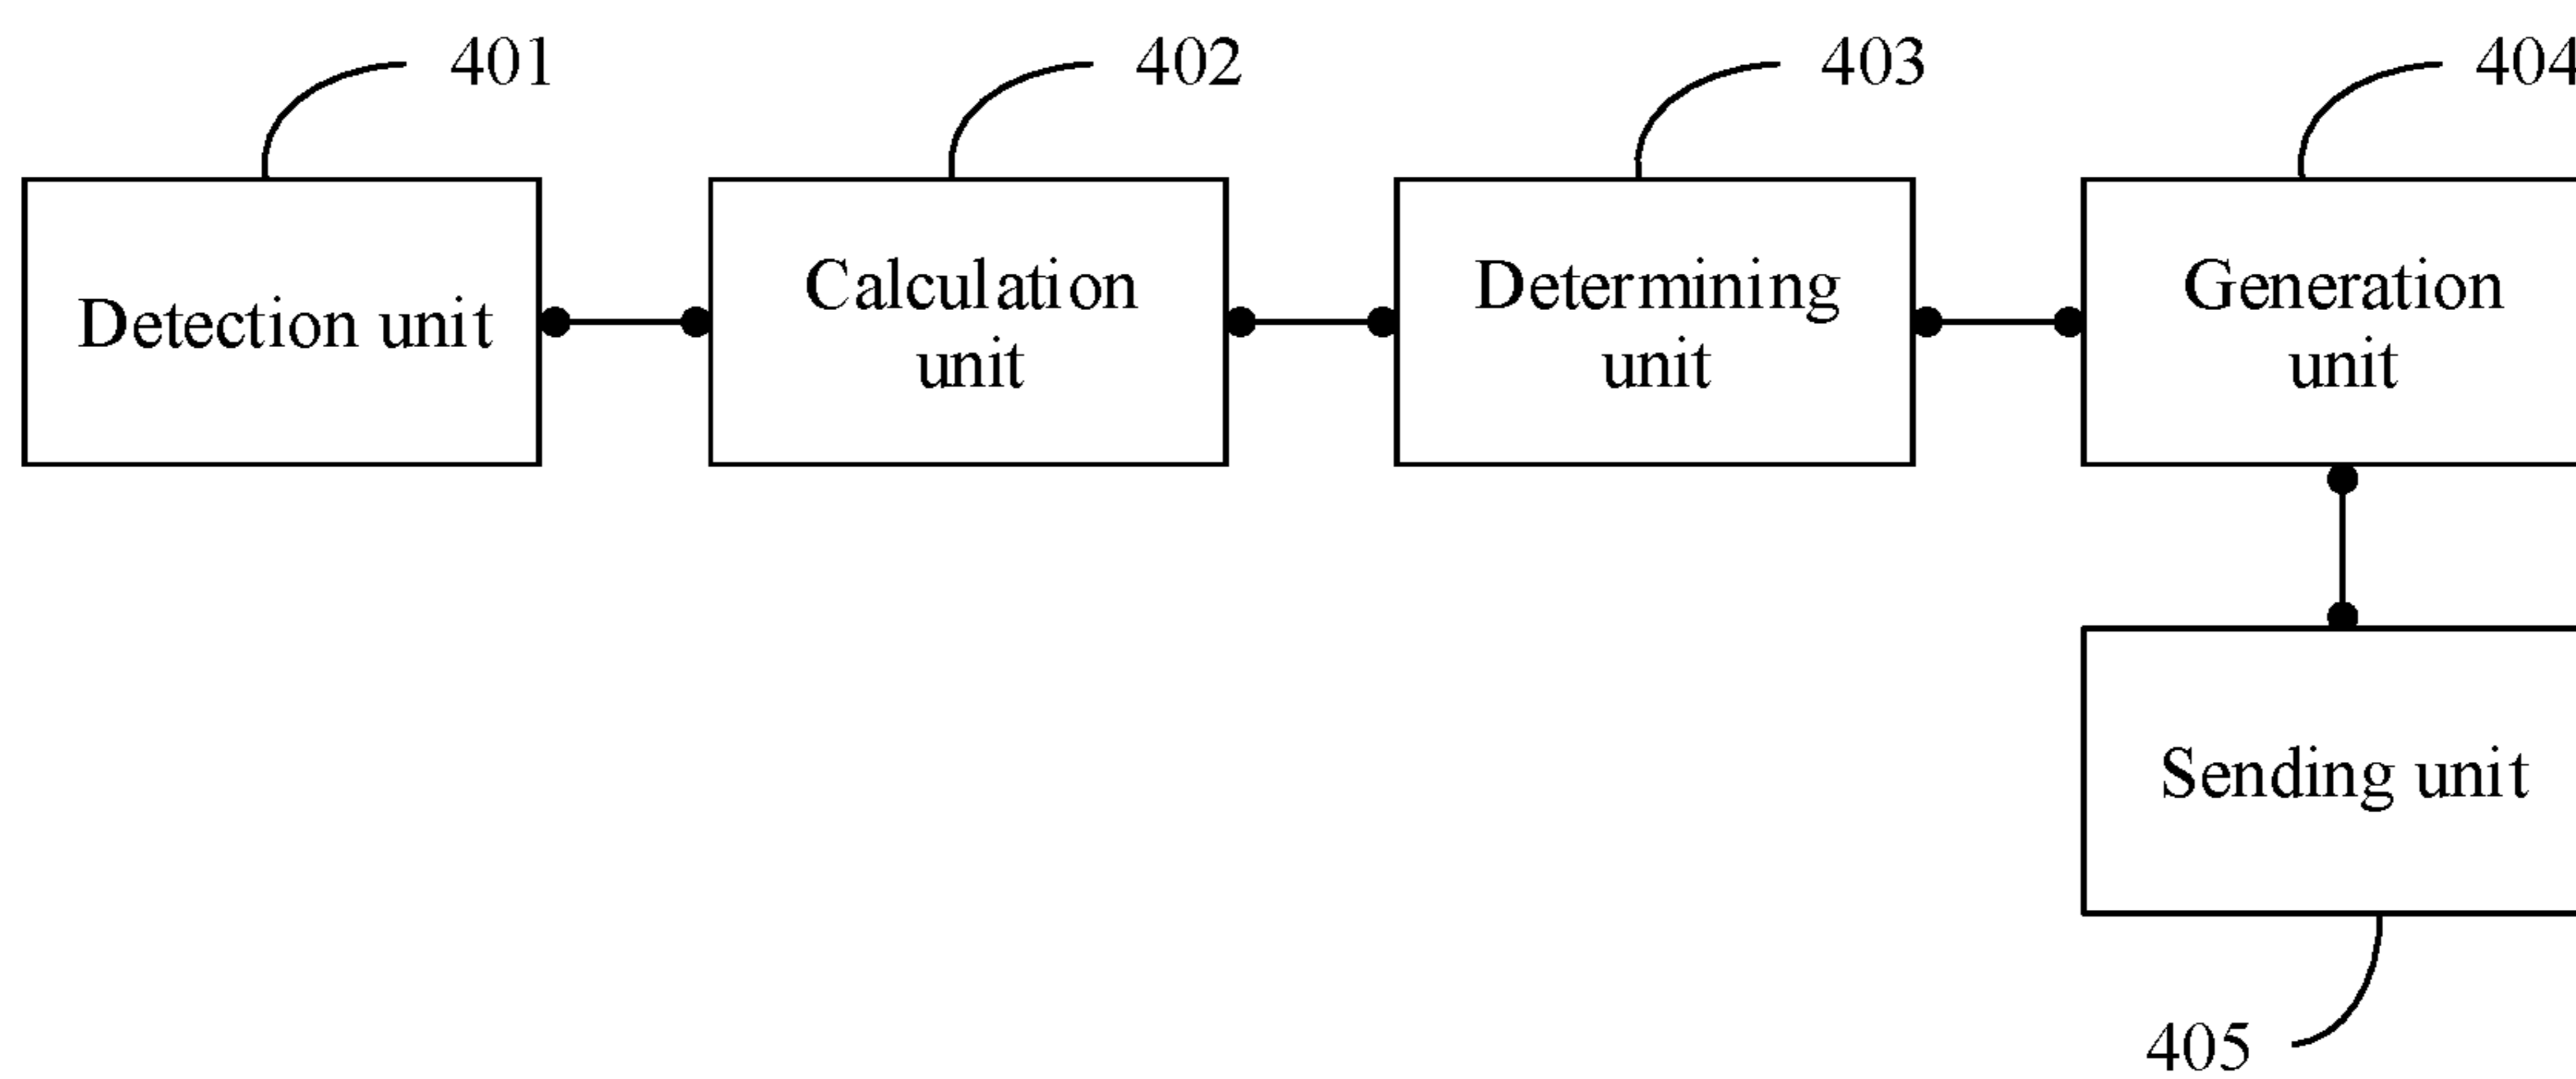 401
402
403
404
Detection unit
Calculation
unit
Determining
unit
Generation
unit
Sending unit
405